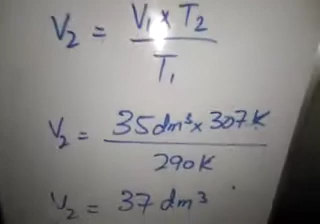 V₂ = V₁ x T₂ / T₁
V₂ = 35dm³ x 307K / 290K
V₂ = 37 dm³